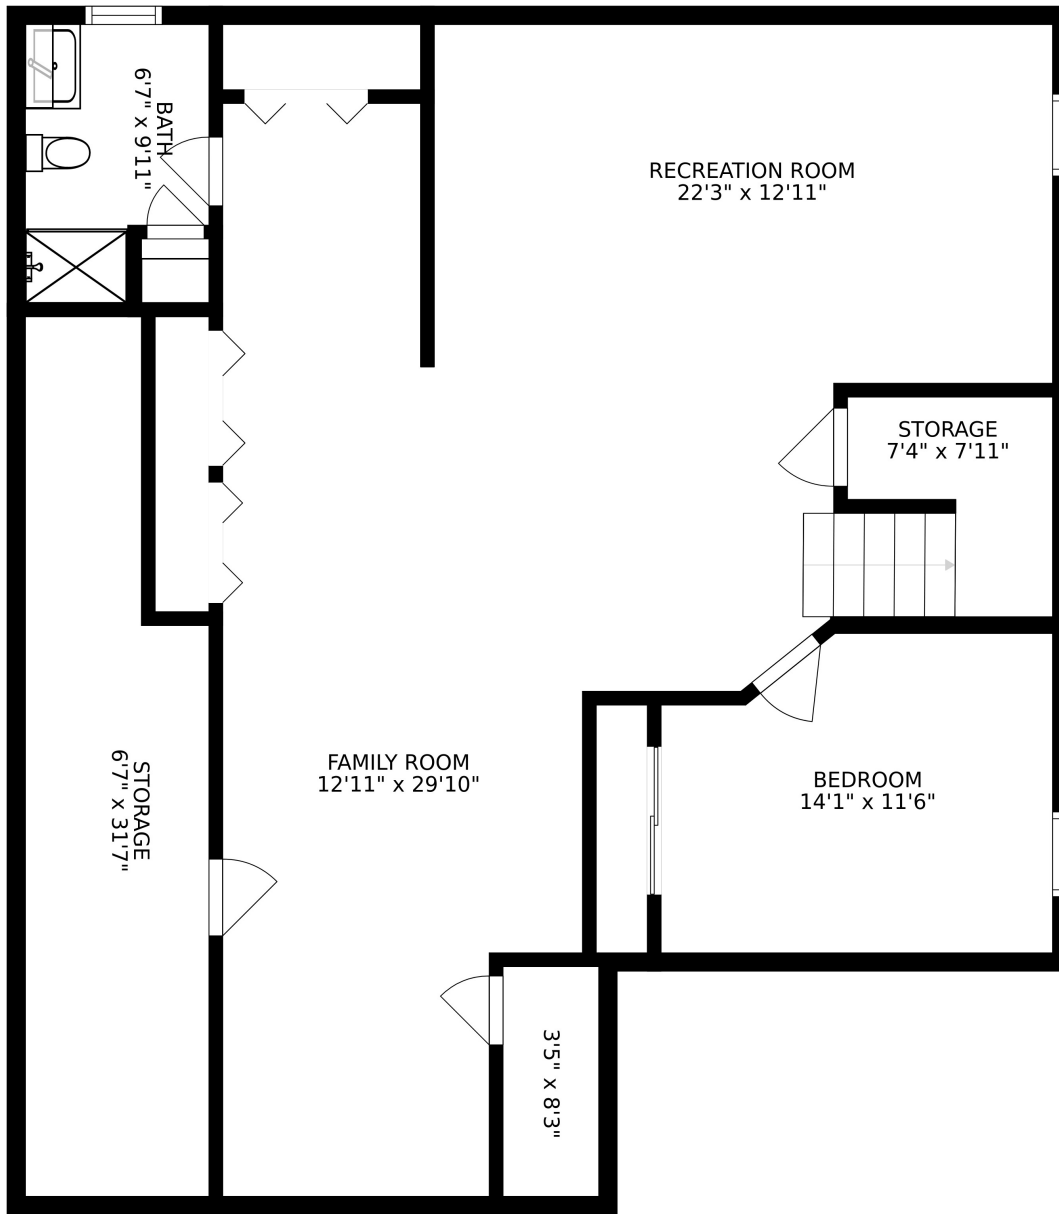 BATH
6'7" x 9'11"
RECREATION ROOM
22'3" x 12'11"
STORAGE
7'4" x 7'11"
STORAGE
6'7" x 31'7"
FAMILY ROOM
12'11" x 29'10"
BEDROOM
14'1" x 11'6"
3'5" x 8'3"